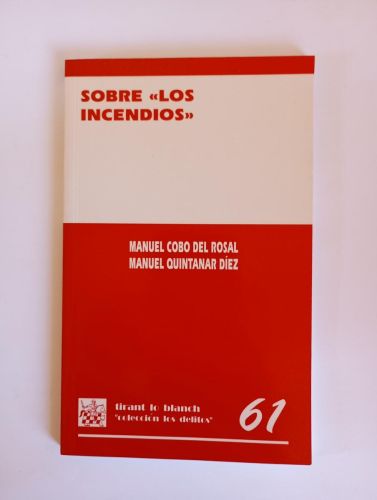 SOBRE «LOS
INCENDIOS»
MANUEL COBO DEL ROSAL
MANUEL QUINTANAR DÍEZ
tirant lo blanch
"colección los delitos"
61